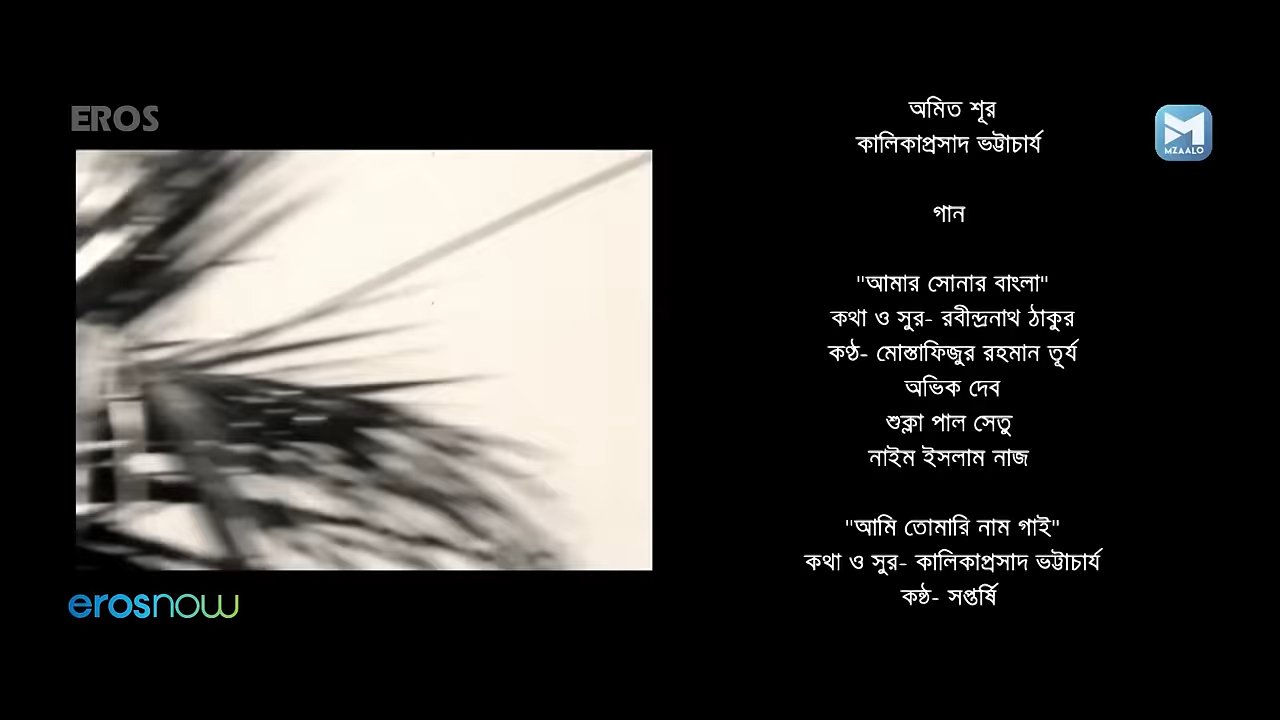 EROS
অমিত শূর
কালিকাপ্রসাদ ভট্টাচার্য
MZAALO
গান
"আমার সোনার বাংলা"
কথা ও সুর- রবীন্দ্রনাথ ঠাকুর
কণ্ঠ- মোস্তাফিজুর রহমান তূর্য
অভিক দেব
শুক্লা পাল সেতু
নাইম ইসলাম নাজ
"আমি তোমারি নাম গাই"
কথা ও সুর- কালিকাপ্রসাদ ভট্টাচার্য
কণ্ঠ- সপ্তর্ষি
erosnow